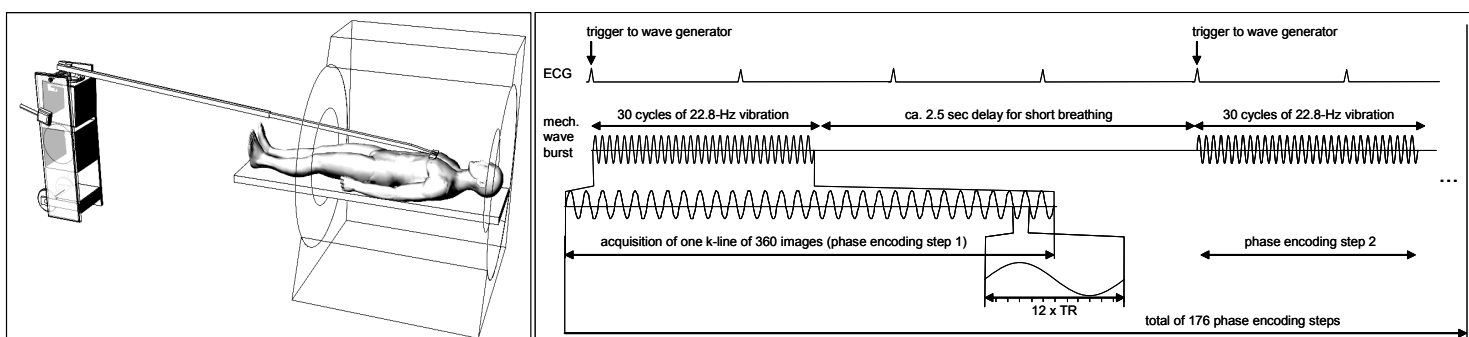 trigger to wave generator
trigger to wave generator
ECG
mech.
wave
burst
30 cycles of 22.8-Hz vibration
ca. 2.5 sec delay for short breathing
30 cycles of 22.8-Hz vibration
...
acquisition of one k-line of 360 images (phase encoding step 1)
phase encoding step 2
12 x TR
total of 176 phase encoding steps